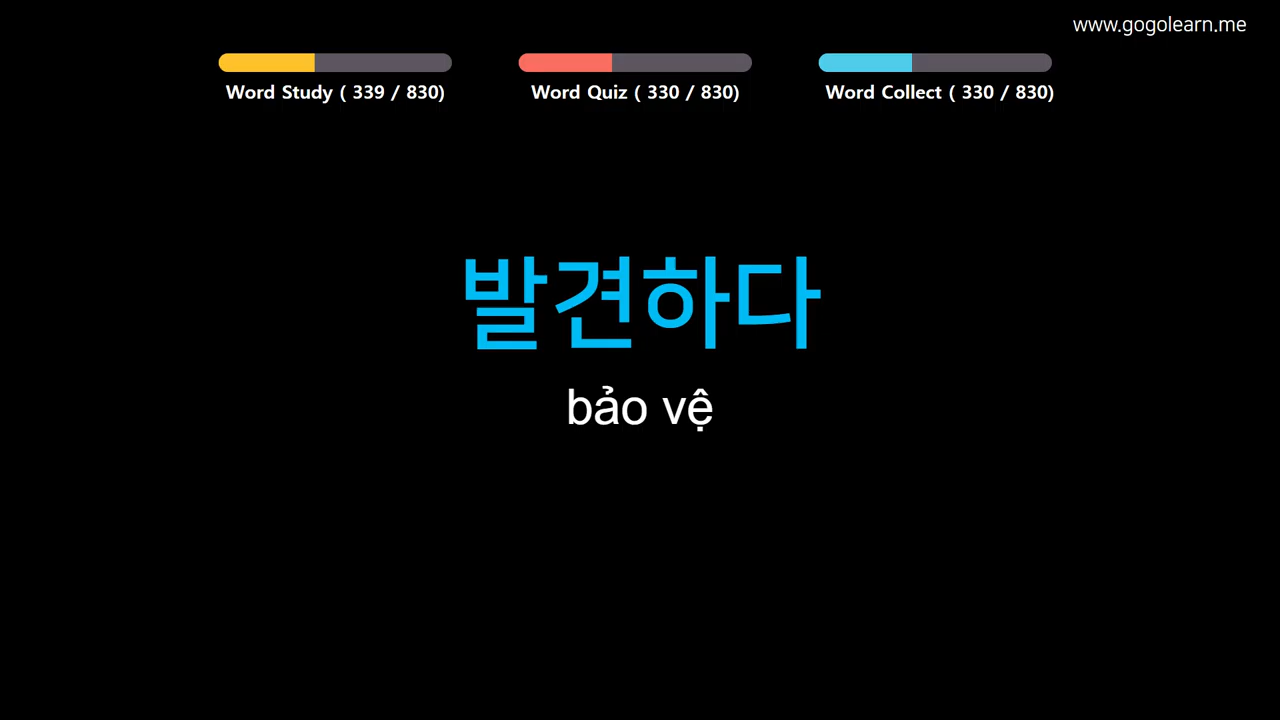 www.gogolearn.me
Word Study ( 339 / 830)
Word Quiz ( 330 / 830)
Word Collect ( 330 / 830)
발견하다
bảo vệ